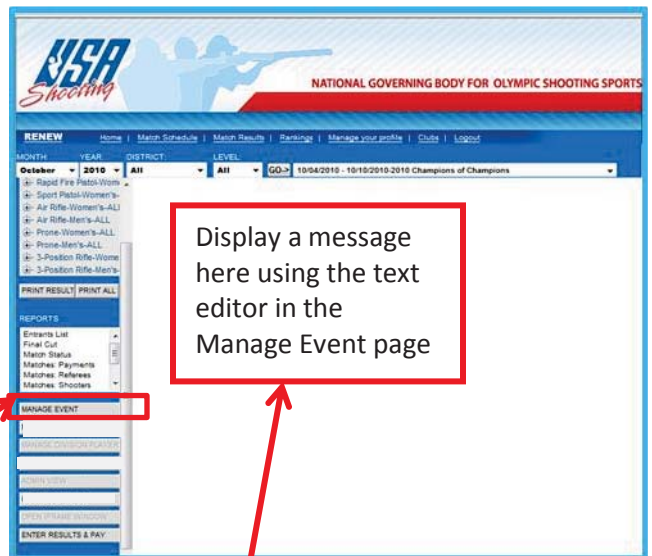 USA
Shooting
NATIONAL GOVERNING BODY FOR OLYMPIC SHOOTING SPORTS
RENEW Home | Match Schedule | Match Results | Rankings | Manage your profile | Clubs | Logout
MONTH: YEAR: DISTRICT: LEVEL:
October 2010 All All GO-> 10/04/2010 - 10/10/2010-2010 Champions of Champions
Rapid Fire Pistol-Wom
Sport Pistol-Women's-
Air Rifle-Women's-ALL
Air Rifle-Men's-ALL
Prone-Women's-ALL
Prone-Men's-ALL
3-Position Rifle-Wome
3-Position Rifle-Men's-
PRINT RESULT PRINT ALL
REPORTS
Entrants List
Final Cut
Match Status
Matches: Payments
Matches: Referees
Matches: Shooters
MANAGE EVENT
MANAGE DIVISION PLAYER
ADMIN VIEW
OPEN IFRAME WINDOW
ENTER RESULTS & PAY
Display a message
here using the text
editor in the
Manage Event page